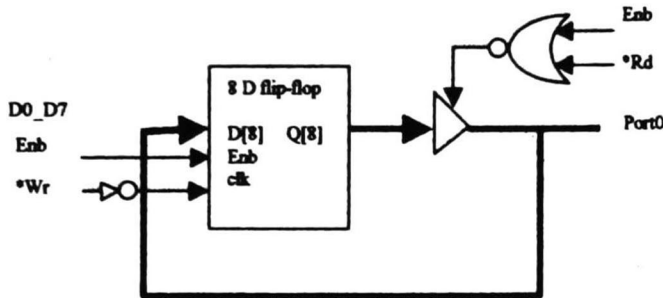 Enb
*Rd
8 D flip-flop
D0_D7
D[8] Q[8]
Port0
Enb
Enb
*Wr
clk